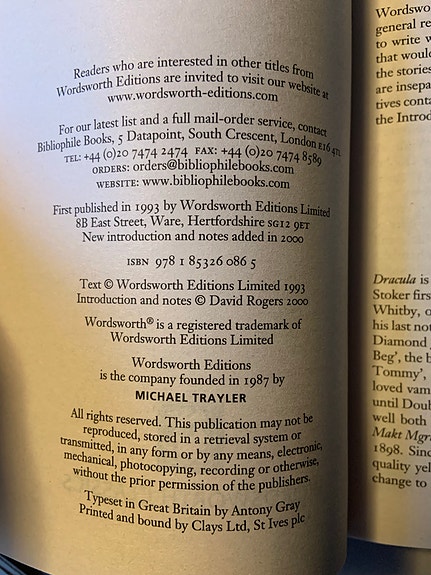 Readers who are interested in other titles from
Wordsworth Editions are invited to visit our website at
www.wordsworth-editions.com
For our latest list and a full mail-order service, contact
Bibliophile Books, 5 Datapoint, South Crescent, London E16 4TL
TEL: +44 (0)20 7474 2474 FAX: +44 (0)20 7474 8589
ORDERS: orders@bibliophilebooks.com
WEBSITE: www.bibliophilebooks.com
First published in 1993 by Wordsworth Editions Limited
8B East Street, Ware, Hertfordshire SG12 9ET
New introduction and notes added in 2000
ISBN 978 1 85326 086 5
Text © Wordsworth Editions Limited 1993
Introduction and notes © David Rogers 2000
Wordsworth® is a registered trademark of
Wordsworth Editions Limited
Wordsworth Editions
is the company founded in 1987 by
MICHAEL TRAYLER
All rights reserved. This publication may not be
reproduced, stored in a retrieval system or
transmitted, in any form or by any means, electronic,
mechanical, photocopying, recording or otherwise,
without the prior permission of the publishers.
Typeset in Great Britain by Antony Gray
Printed and bound by Clays Ltd, St Ives plc
Wordswo
general re
to write w
that woul
the stories
are insepa
tives conta
the Introd
Dracula is
Stoker firs
Whitby, o
his last not
Diamond
Beg', the b
Tommy',
loved vam
until Doub
well both
Makt Myr
1898. Sinc
quality yel
change to